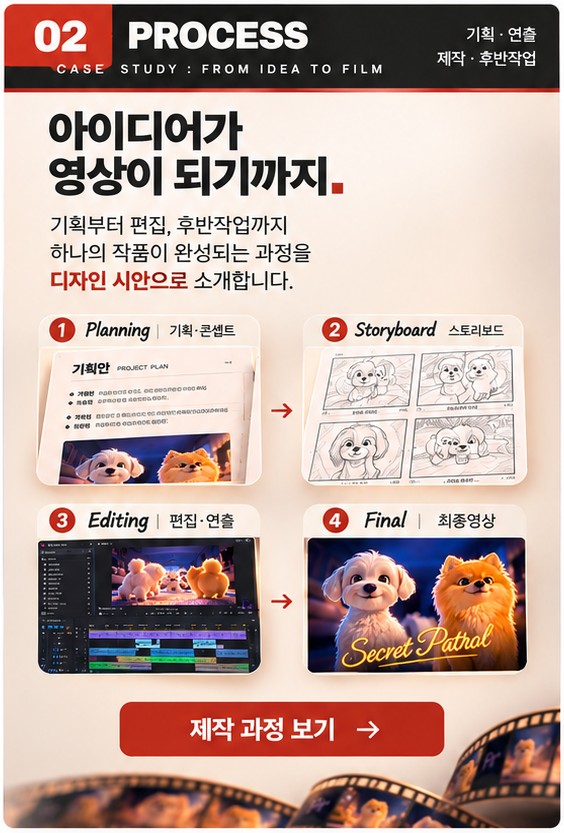 02 PROCESS
CASE STUDY : FROM IDEA TO FILM
기획 · 연출
제작 · 후반작업
아이디어가
영상이 되기까지.
기획부터 편집, 후반작업까지
하나의 작품이 완성되는 과정을
디자인 시안으로 소개합니다.
1 Planning | 기획·콘셉트
기획안 PROJECT PLAN
2 Storyboard 스토리보드
3 Editing | 편집·연출
4 Final | 최종영상
Secret Patrol
제작 과정 보기 →